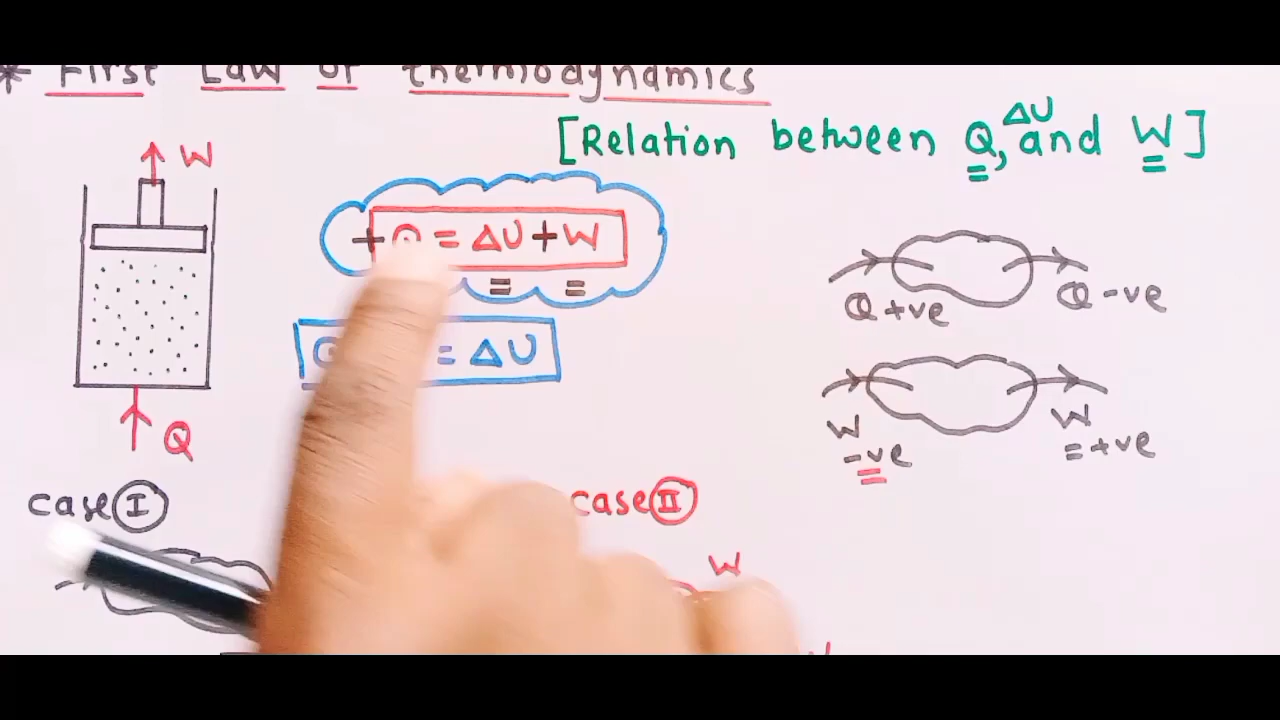 * First Law of thermodynamics
[Relation between Q, ΔU and W]
W
+Q = ΔU + W
= ΔU
Q
Q +ve
Q -ve
W
-ve
W
=+ve
case I
case II
W